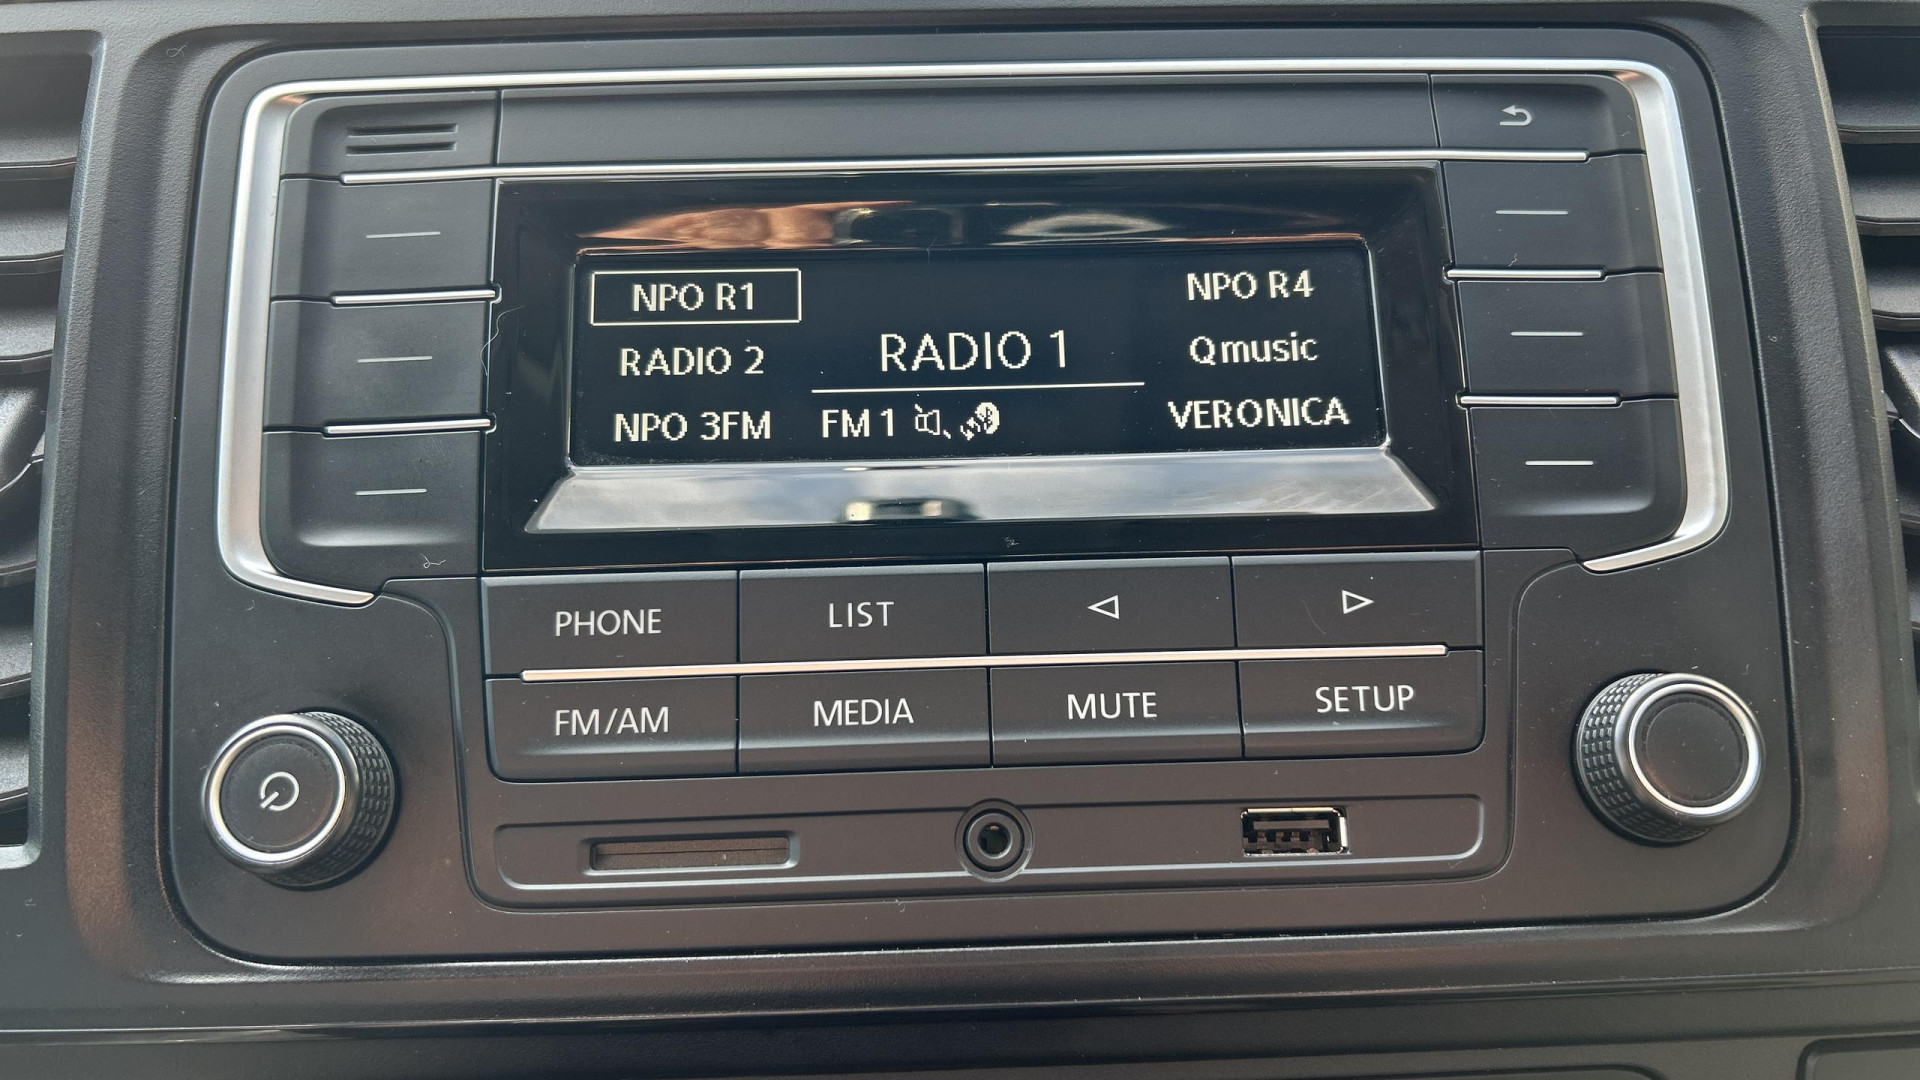 NPO R1
RADIO 2
NPO 3FM
RADIO 1
FM 1
NPO R4
Qmusic
VERONICA
PHONE
LIST
FM/AM
MEDIA
MUTE
SETUP